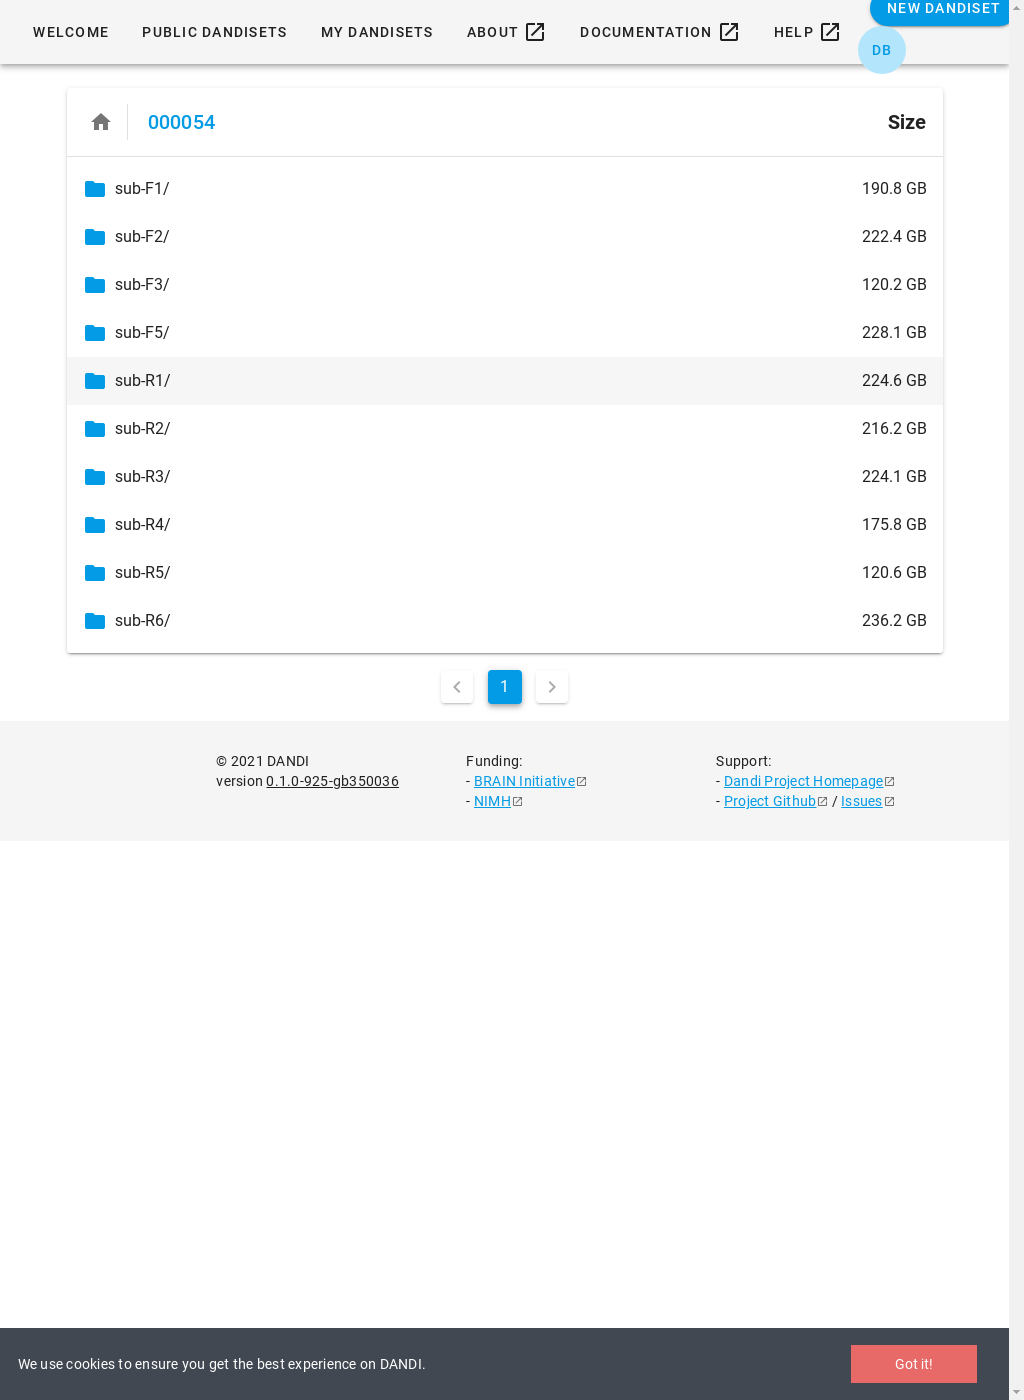 WELCOME PUBLIC DANDISETS MY DANDISETS ABOUT DOCUMENTATION HELP NEW DANDISET
DB
000054 Size
sub-F1/ 190.8 GB
sub-F2/ 222.4 GB
sub-F3/ 120.2 GB
sub-F5/ 228.1 GB
sub-R1/ 224.6 GB
sub-R2/ 216.2 GB
sub-R3/ 224.1 GB
sub-R4/ 175.8 GB
sub-R5/ 120.6 GB
sub-R6/ 236.2 GB
1
© 2021 DANDI
version 0.1.0-925-gb350036
Funding:
- BRAIN Initiative
- NIMH
Support:
- Dandi Project Homepage
- Project Github / Issues
We use cookies to ensure you get the best experience on DANDI.
Got it!